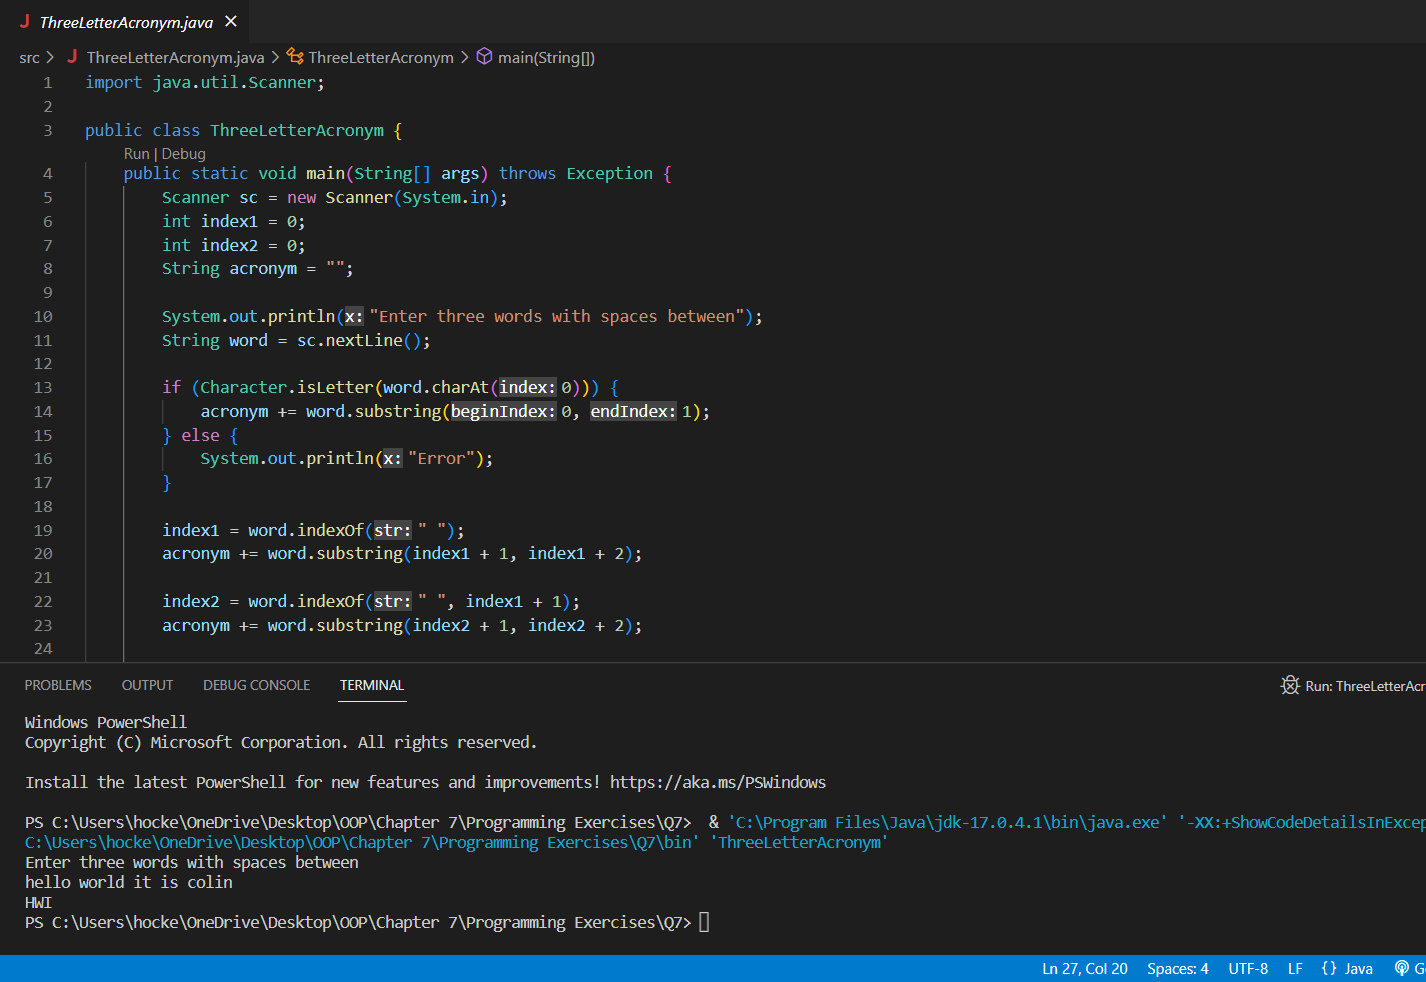 J ThreeLetterAcronym.java ×
src > J ThreeLetterAcronym.java > ThreeLetterAcronym > main(String[])
1 import java.util.Scanner;
2
3 public class ThreeLetterAcronym {
Run | Debug
4 public static void main(String[] args) throws Exception {
5 Scanner sc = new Scanner(System.in);
6 int index1 = 0;
7 int index2 = 0;
8 String acronym = "";
9
10 System.out.println(x: "Enter three words with spaces between");
11 String word = sc.nextLine();
12
13 if (Character.isLetter(word.charAt(index: 0))) {
14 acronym += word.substring(beginIndex: 0, endIndex: 1);
15 } else {
16 System.out.println(x: "Error");
17 }
18
19 index1 = word.indexOf(str: " ");
20 acronym += word.substring(index1 + 1, index1 + 2);
21
22 index2 = word.indexOf(str: " ", index1 + 1);
23 acronym += word.substring(index2 + 1, index2 + 2);
24
PROBLEMS OUTPUT DEBUG CONSOLE TERMINAL Run: ThreeLetterAcr
Windows PowerShell
Copyright (C) Microsoft Corporation. All rights reserved.
Install the latest PowerShell for new features and improvements! https://aka.ms/PSWindows
PS C:\Users\hocke\OneDrive\Desktop\OOP\Chapter 7\Programming Exercises\Q7> & 'C:\Program Files\Java\jdk-17.0.4.1\bin\java.exe' '-XX:+ShowCodeDetailsInExcep
C:\Users\hocke\OneDrive\Desktop\OOP\Chapter 7\Programming Exercises\Q7\bin' 'ThreeLetterAcronym'
Enter three words with spaces between
hello world it is colin
HWI
PS C:\Users\hocke\OneDrive\Desktop\OOP\Chapter 7\Programming Exercises\Q7>
Ln 27, Col 20 Spaces: 4 UTF-8 LF {} Java G